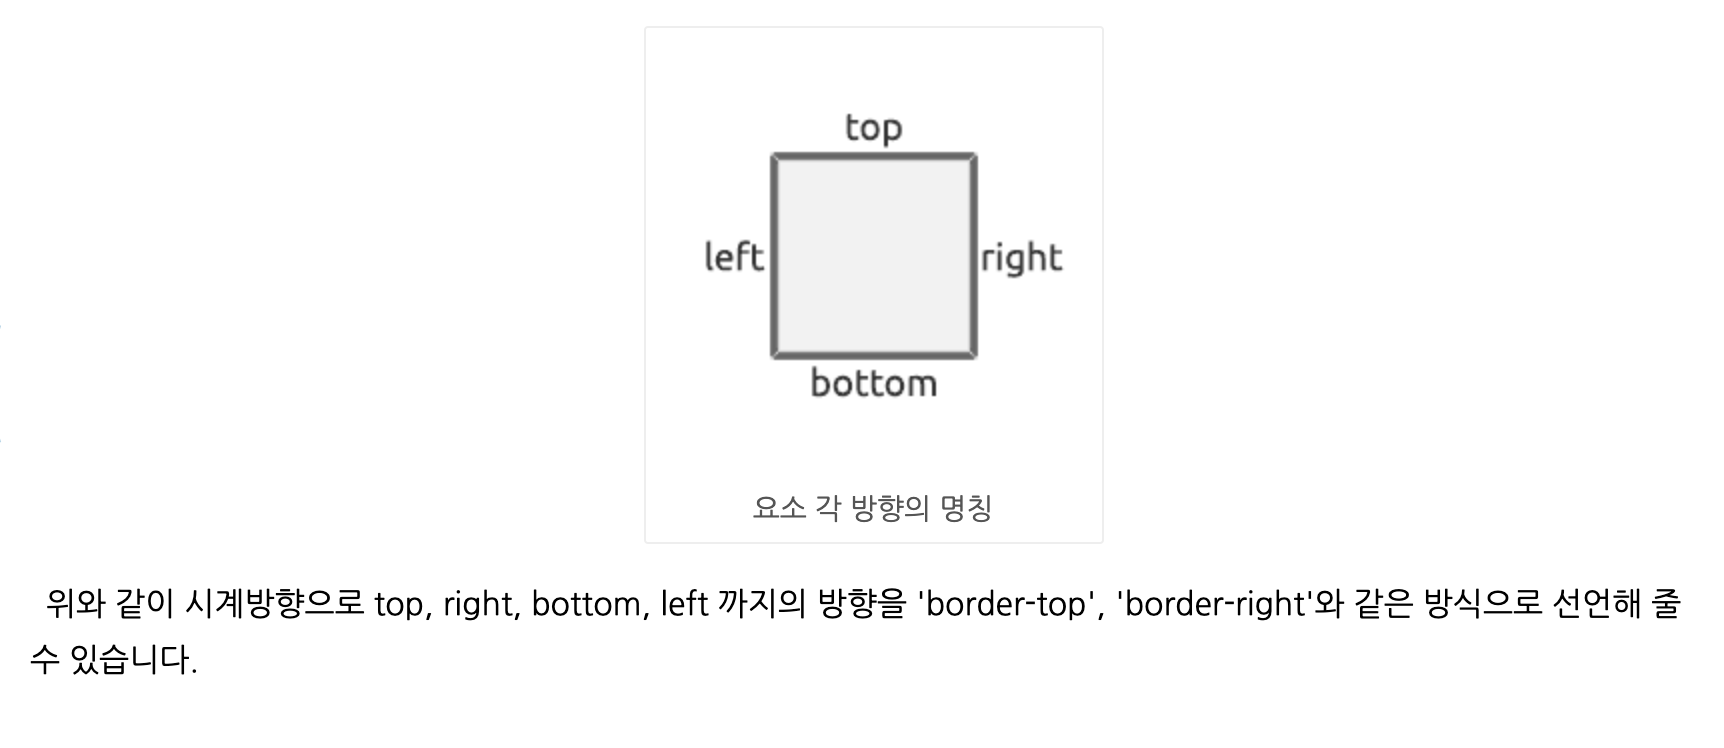 top
left
right
bottom
요소 각 방향의 명칭
위와 같이 시계방향으로 top, right, bottom, left 까지의 방향을 'border-top', 'border-right'와 같은 방식으로 선언해 줄
수 있습니다.